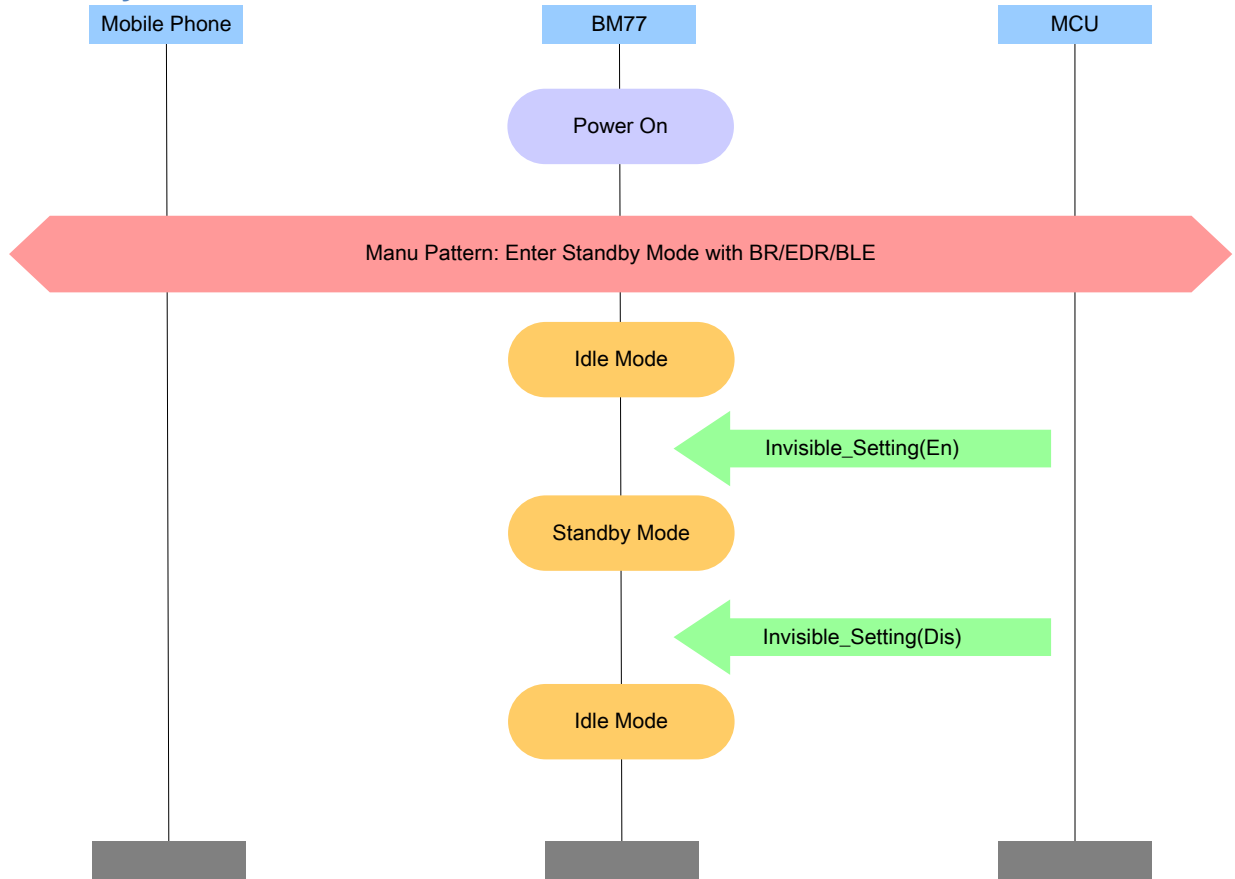 Mobile Phone
BM77
MCU
Power On
Manu Pattern: Enter Standby Mode with BR/EDR/BLE
Idle Mode
Invisible_Setting(En)
Standby Mode
Invisible_Setting(Dis)
Idle Mode